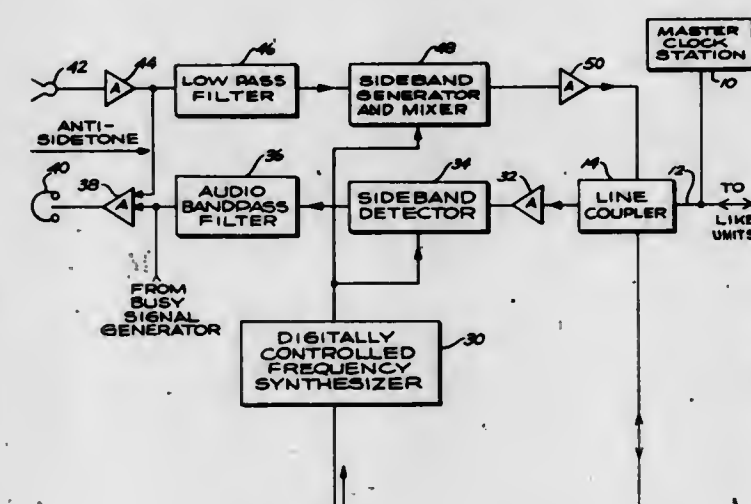 42
44
46
LOW PASS
FILTER
48
SIDEBAND
GENERATOR
AND MIXER
50
A
A
MASTER
CLOCK
STATION
10
ANTI-
SIDETONE
40
38
A
36
AUDIO
BANDPASS
FILTER
34
SIDEBAND
DETECTOR
32
A
14
LINE
COUPLER
12
TO
LIKE
UNITS
FROM
BUSY
SIGNAL
GENERATOR
DIGITALLY
CONTROLLED
FREQUENCY
SYNTHESIZER
30